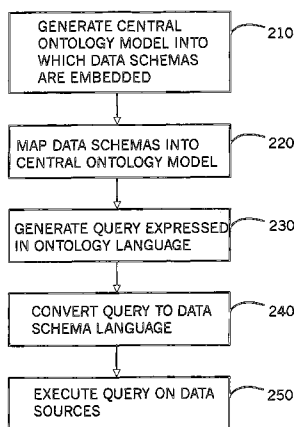 GENERATE CENTRAL
ONTOLOGY MODEL INTO
WHICH DATA SCHEMAS
ARE EMBEDDED
210
MAP DATA SCHEMAS INTO
CENTRAL ONTOLOGY MODEL
220
GENERATE QUERY EXPRESSED
IN ONTOLOGY LANGUAGE
230
CONVERT QUERY TO DATA
SCHEMA LANGUAGE
240
EXECUTE QUERY ON DATA
SOURCES
250